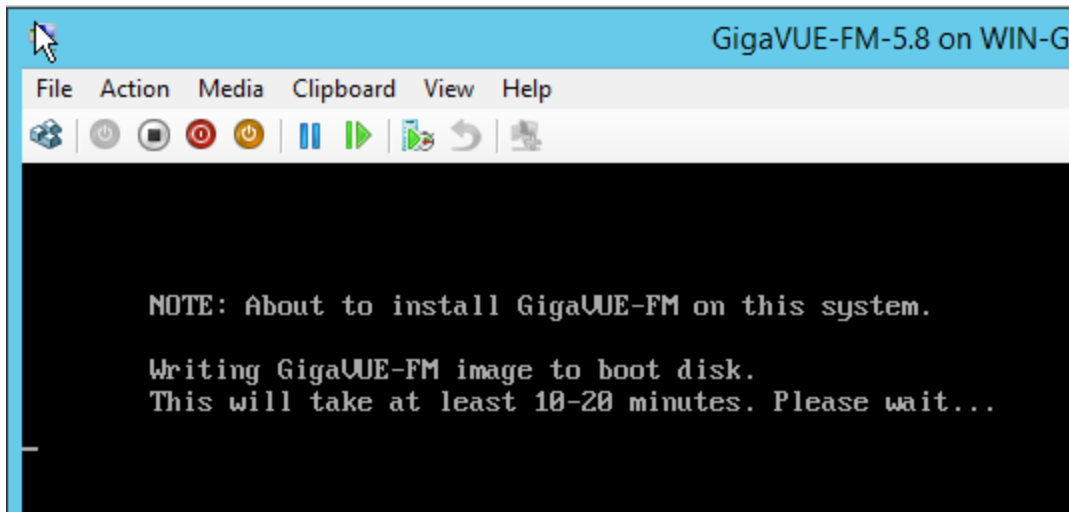 GigaVUE-FM-5.8 on WIN-G
File Action Media Clipboard View Help
NOTE: About to install GigaVUE-FM on this system.
Writing GigaVUE-FM image to boot disk.
This will take at least 10-20 minutes. Please wait...